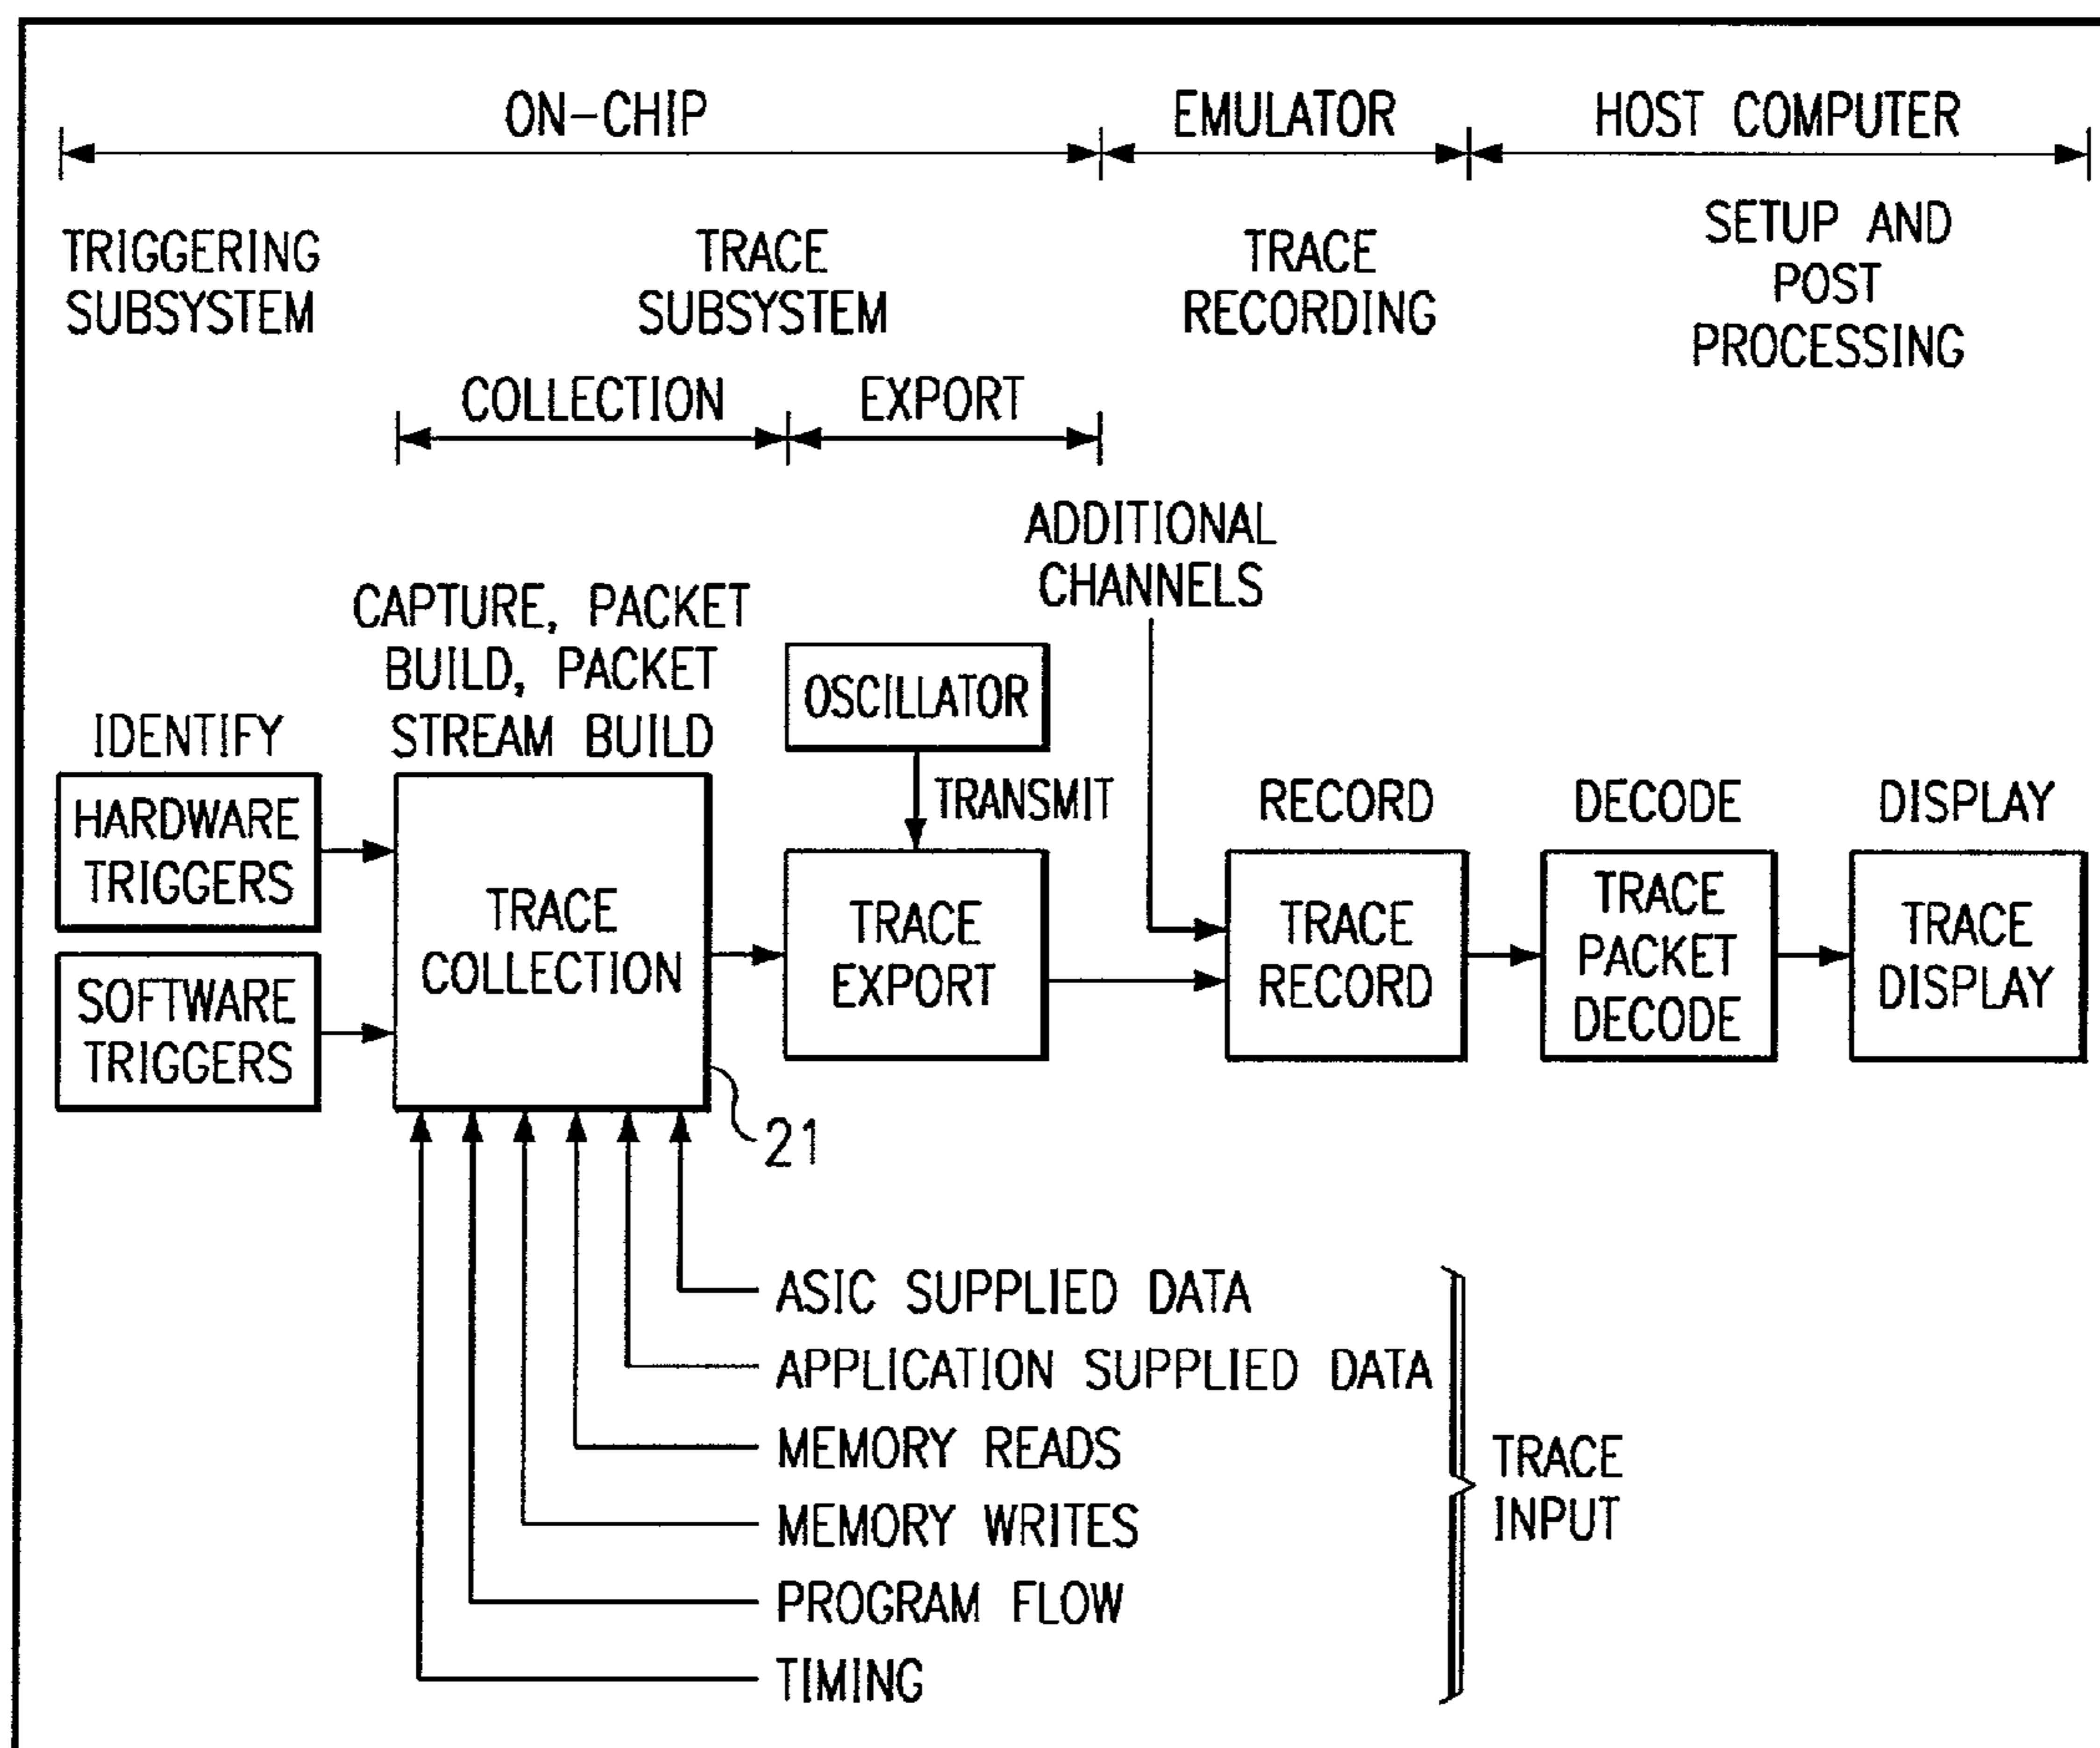 ON-CHIP
EMULATOR
HOST COMPUTER
TRIGGERING
SUBSYSTEM
TRACE
SUBSYSTEM
TRACE
RECORDING
SETUP AND
POST
PROCESSING
COLLECTION
EXPORT
ADDITIONAL
CHANNELS
CAPTURE, PACKET
BUILD, PACKET
STREAM BUILD
OSCILLATOR
IDENTIFY
TRANSMIT
RECORD
DECODE
DISPLAY
HARDWARE
TRIGGERS
SOFTWARE
TRIGGERS
TRACE
COLLECTION
TRACE
EXPORT
TRACE
RECORD
TRACE
PACKET
DECODE
TRACE
DISPLAY
21
ASIC SUPPLIED DATA
APPLICATION SUPPLIED DATA
MEMORY READS
MEMORY WRITES
PROGRAM FLOW
TIMING
TRACE
INPUT